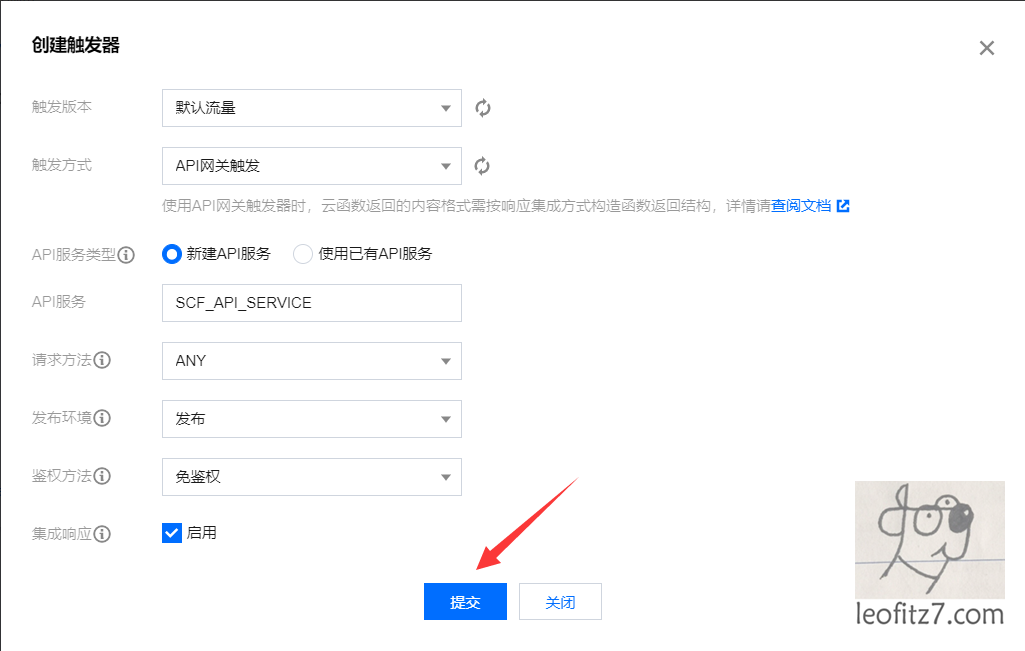 创建触发器
触发版本 默认流量
触发方式 API网关触发
使用API网关触发器时，云函数返回的内容格式需按响应集成方式构造函数返回结构，详情请查阅文档
API服务类型 新建API服务 使用已有API服务
API服务 SCF_API_SERVICE
请求方法 ANY
发布环境 发布
鉴权方法 免鉴权
集成响应 启用
提交 关闭
leofitz7.com